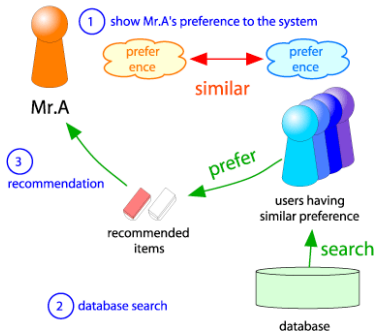 1 show Mr.A's preference to the system
prefer
ence
prefer
ence
similar
Mr.A
3
recommendation
prefer
users having
similar preference
recommended
items
search
2 database search
database